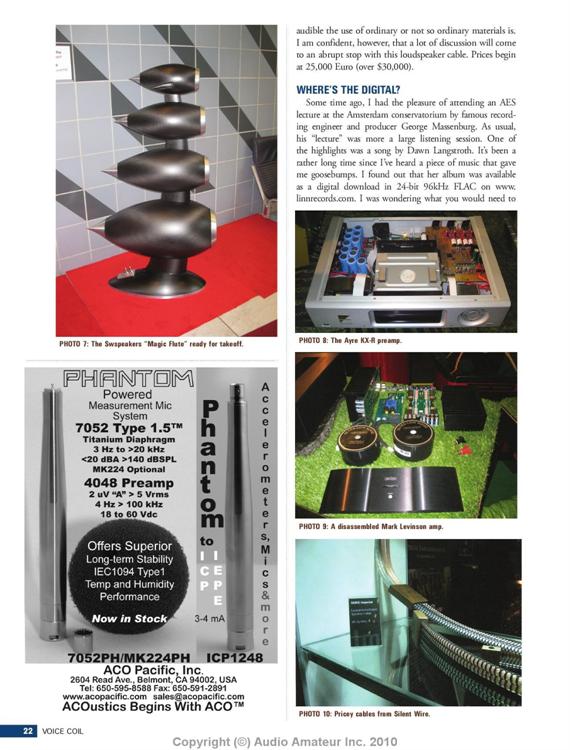 audible the use of ordinary or not so ordinary materials is.
I am confident, however, that a lot of discussion will come
to an abrupt stop with this loudspeaker cable. Prices begin
at 25,000 Euro (over $30,000).
WHERE'S THE DIGITAL?
Some time ago, I had the pleasure of attending an AES
lecture at the Amsterdam conservatorium by famous record-
ing engineer and producer George Massenburg. As usual,
his "lecture" was more a large listening session. One of
the highlights was a song by Dawn Langstroth. It's been a
rather long time since I've heard a piece of music that gave
me goosebumps. I found out that her album was available
as a digital download in 24-bit 96kHz FLAC on www.
linnrecords.com. I was wondering what you would need to
PHOTO 7: The Swspeakers "Magic Flute" ready for takeoff.
PHOTO 8: The Ayre KX-R preamp.
PHOTO 9: A disassembled Mark Levinson amp.
PHOTO 10: Pricey cables from Silent Wire.
PHANTOM
Powered
Measurement Mic
System
7052 Type 1.5™
Titanium Diaphragm
3 Hz to >20 kHz
<20 dBA >140 dBSPL
MK224 Optional
4048 Preamp
2 uV "A" > 5 Vrms
4 Hz > 100 kHz
18 to 60 Vdc
Offers Superior
Long-term Stability
IEC1094 Type1
Temp and Humidity
Performance
Now in Stock
Phantom
to
ICP
IEPE
3-4 mA
Accelerometers, Mics & more
7052PH/MK224PH ICP1248
ACO Pacific, Inc.
2604 Read Ave., Belmont, CA 94002, USA
Tel: 650-595-8588 Fax: 650-591-2891
www.acopacific.com sales@acopacific.com
ACOustics Begins With ACO™
22 VOICE COIL
Copyright (©) Audio Amateur Inc. 2010